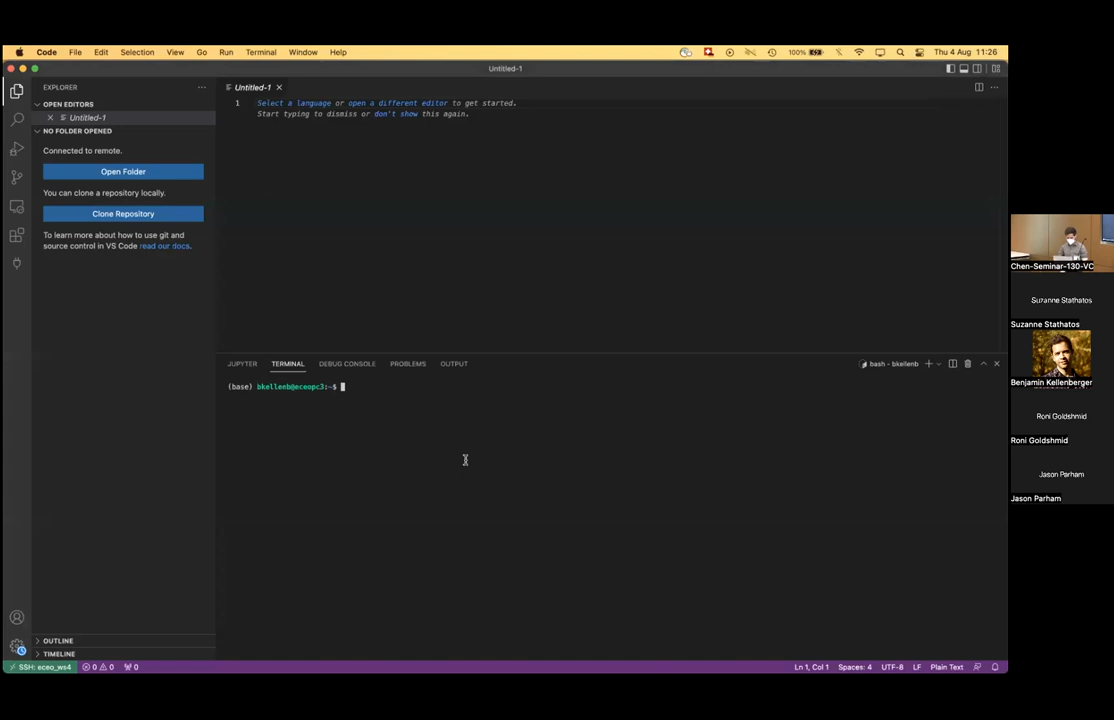 Code File Edit Selection View Go Run Terminal Window Help 100% Thu 4 Aug 11:26
Untitled-1
EXPLORER
OPEN EDITORS
Untitled-1
NO FOLDER OPENED
Connected to remote.
Open Folder
You can clone a repository locally.
Clone Repository
To learn more about how to use git and
source control in VS Code read our docs.
OUTLINE
TIMELINE
Untitled-1
1 Select a language or open a different editor to get started.
Start typing to dismiss or don't show this again.
JUPYTER TERMINAL DEBUG CONSOLE PROBLEMS OUTPUT bash - bkellenb
(base) bkellenb@eceopc3:~$
SSH: eceo_ws4 0 0 0 Ln 1, Col 1 Spaces: 4 UTF-8 LF Plain Text
Chen-Seminar-130-VC
Suzanne Stathatos
Suzanne Stathatos
Benjamin Kellenberger
Roni Goldshmid
Roni Goldshmid
Jason Parham
Jason Parham